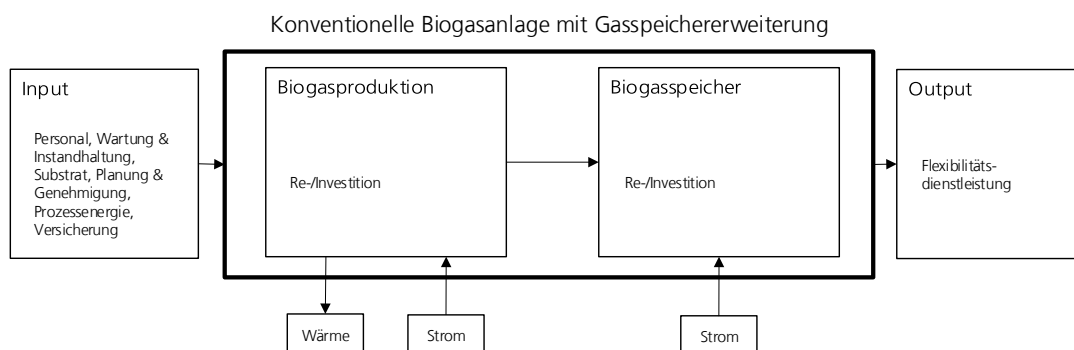 Konventionelle Biogasanlage mit Gasspeichererweiterung
Input
Personal, Wartung &
Instandhaltung,
Substrat, Planung &
Genehmigung,
Prozessenergie,
Versicherung
Biogasproduktion
Re-/Investition
Biogasspeicher
Re-/Investition
Output
Flexibilitäts-
dienstleistung
Wärme
Strom
Strom